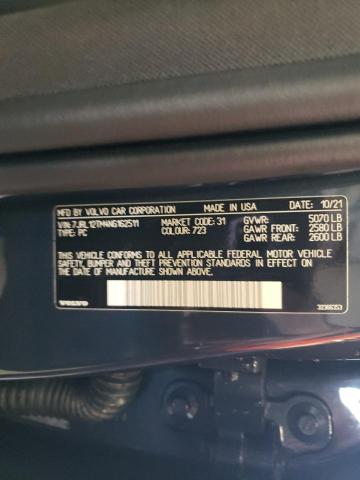 MFD BY VOLVO CAR CORPORATION MADE IN USA 10/21
VIN: 7JRL12TM4NG162511 MARKET CODE: 31 GVWR: 5070 LB
TYPE: PC COLOUR: 723 GAWR FRONT: 2580 LB
GAWR REAR: 2600 LB
THIS VEHICLE CONFORMS TO ALL APPLICABLE FEDERAL MOTOR VEHICLE
SAFETY, BUMPER AND THEFT PREVENTION STANDARDS IN EFFECT ON
THE DATE OF MANUFACTURE SHOWN ABOVE.
VOLVO